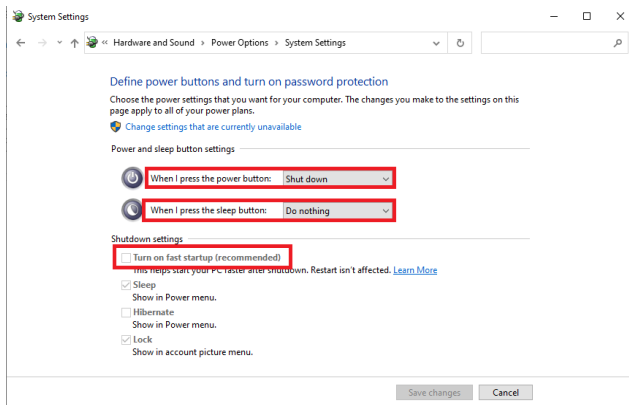 System Settings
« Hardware and Sound > Power Options > System Settings
Define power buttons and turn on password protection
Choose the power settings that you want for your computer. The changes you make to the settings on this
page apply to all of your power plans.
Change settings that are currently unavailable
Power and sleep button settings
When I press the power button: Shut down
When I press the sleep button: Do nothing
Shutdown settings
Turn on fast startup (recommended)
This helps start your PC faster after shutdown. Restart isn't affected. Learn More
Sleep
Show in Power menu.
Hibernate
Show in Power menu.
Lock
Show in account picture menu.
Save changes Cancel